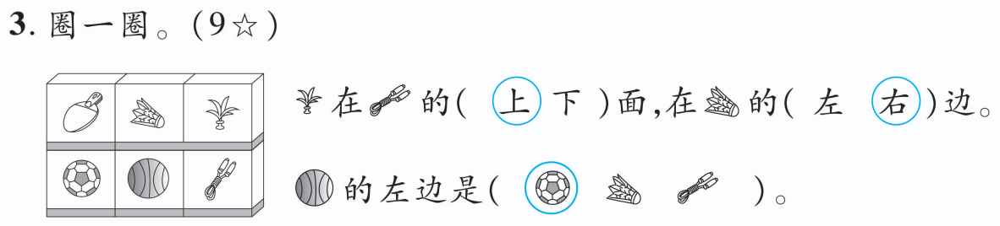 3. 圈一圈。(9☆)
在的( 上 下 )面,在的( 左 右 )边。
的左边是( )。